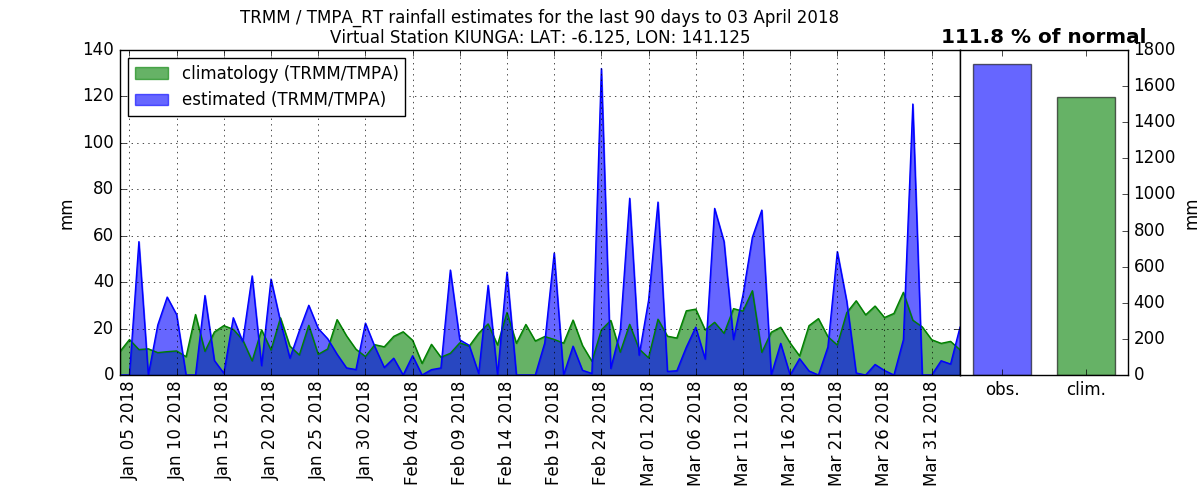 TRMM / TMPA_RT rainfall estimates for the last 90 days to 03 April 2018
Virtual Station KIUNGA: LAT: -6.125, LON: 141.125
111.8 % of normal
climatology (TRMM/TMPA)
estimated (TRMM/TMPA)
mm
140
120
100
80
60
40
20
0
Jan 05 2018
Jan 10 2018
Jan 15 2018
Jan 20 2018
Jan 25 2018
Jan 30 2018
Feb 04 2018
Feb 09 2018
Feb 14 2018
Feb 19 2018
Feb 24 2018
Mar 01 2018
Mar 06 2018
Mar 11 2018
Mar 16 2018
Mar 21 2018
Mar 26 2018
Mar 31 2018
obs.
clim.
1800
1600
1400
1200
1000
800
600
400
200
0
mm